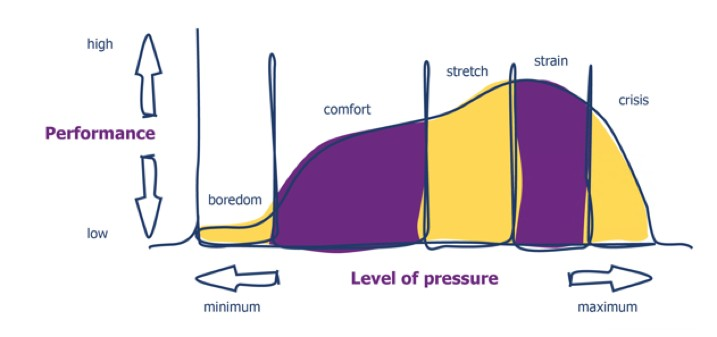 high
strain
stretch
crisis
comfort
Performance
boredom
low
Level of pressure
minimum
maximum